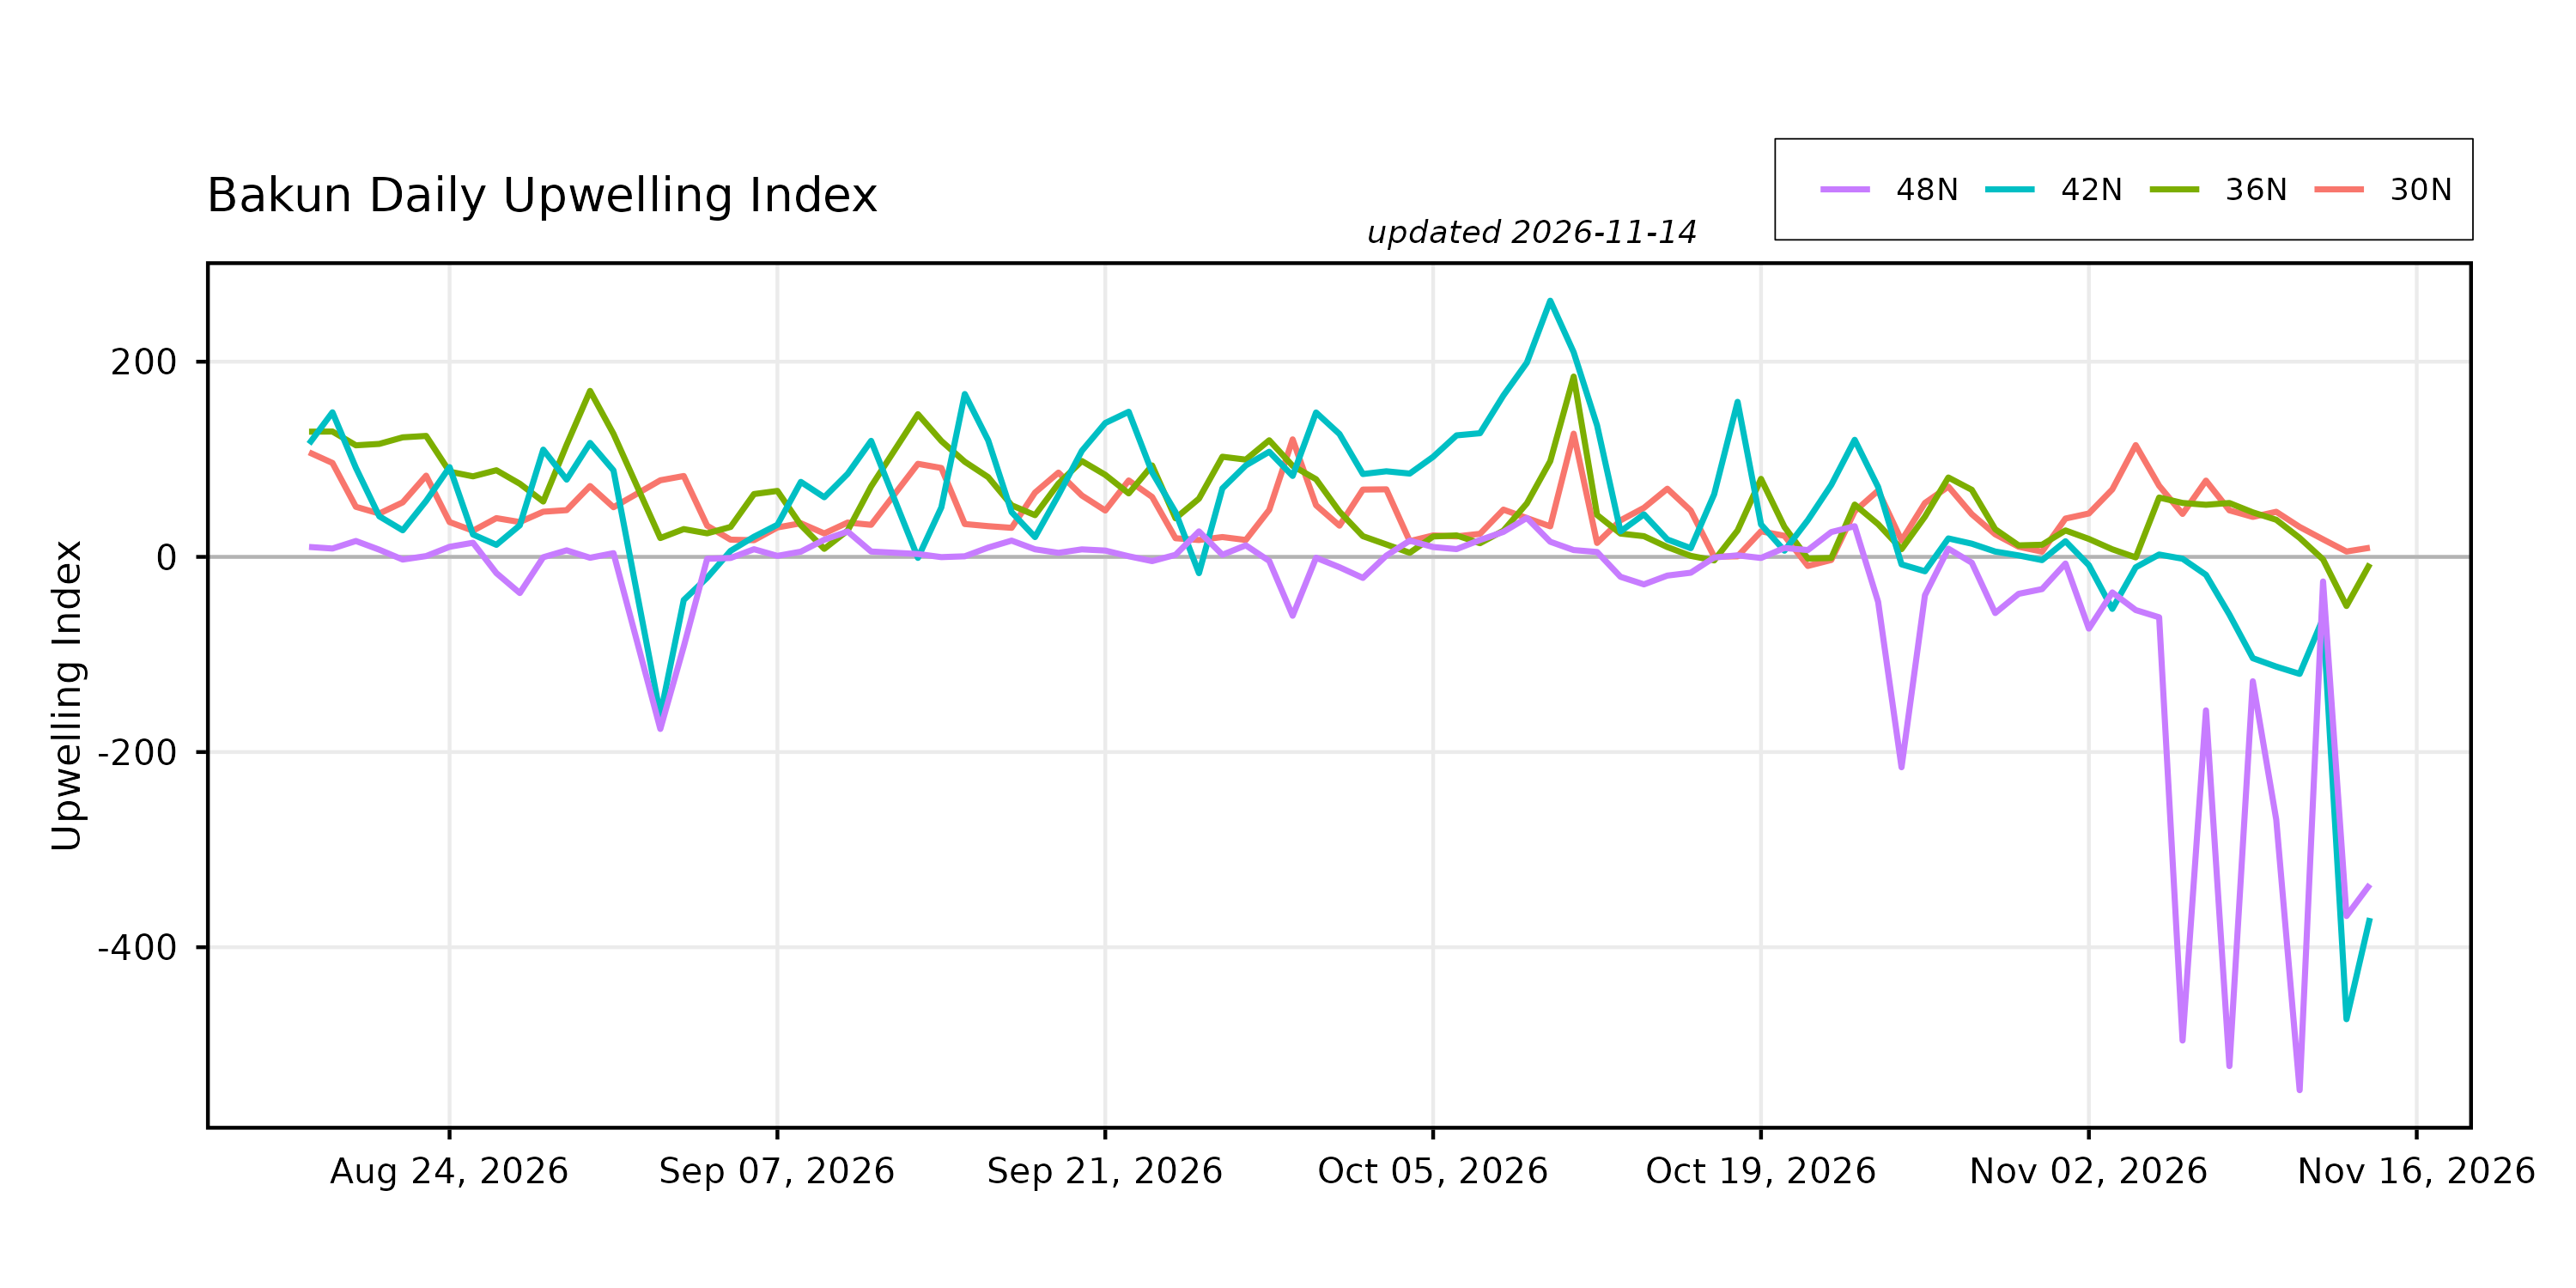 Bakun Daily Upwelling Index
updated 2026-11-14
48N 42N 36N 30N
Upwelling Index
200
0
-200
-400
Aug 24, 2026 Sep 07, 2026 Sep 21, 2026 Oct 05, 2026 Oct 19, 2026 Nov 02, 2026 Nov 16, 2026